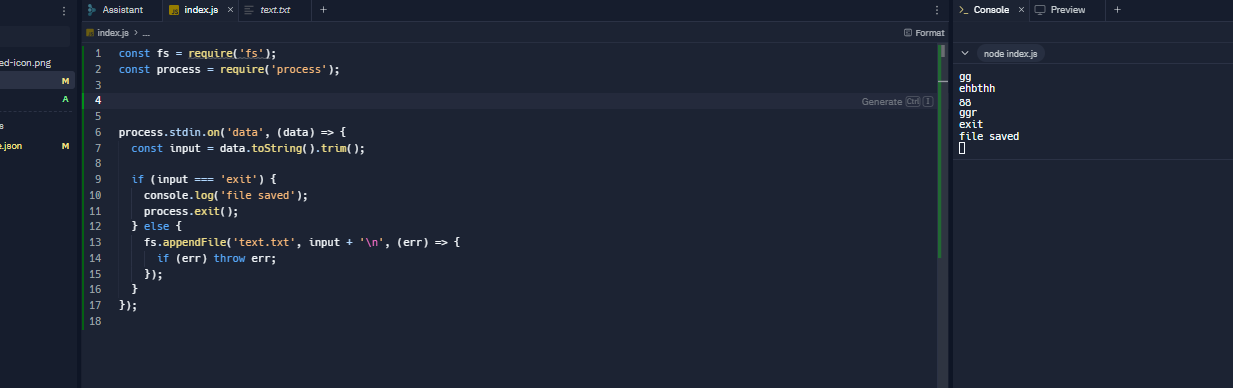 Assistant
index.js
text.txt
Console
Preview
index.js > ...
Format
node index.js
ed-icon.png
M
A
s
e.json M
1 const fs = require('fs');
2 const process = require('process');
3
4 Generate Ctrl I
5
6 process.stdin.on('data', (data) => {
7 const input = data.toString().trim();
8
9 if (input === 'exit') {
10 console.log('file saved');
11 process.exit();
12 } else {
13 fs.appendFile('text.txt', input + '\n', (err) => {
14 if (err) throw err;
15 });
16 }
17 });
18
gg
ehbthh
gg
ggr
exit
file saved